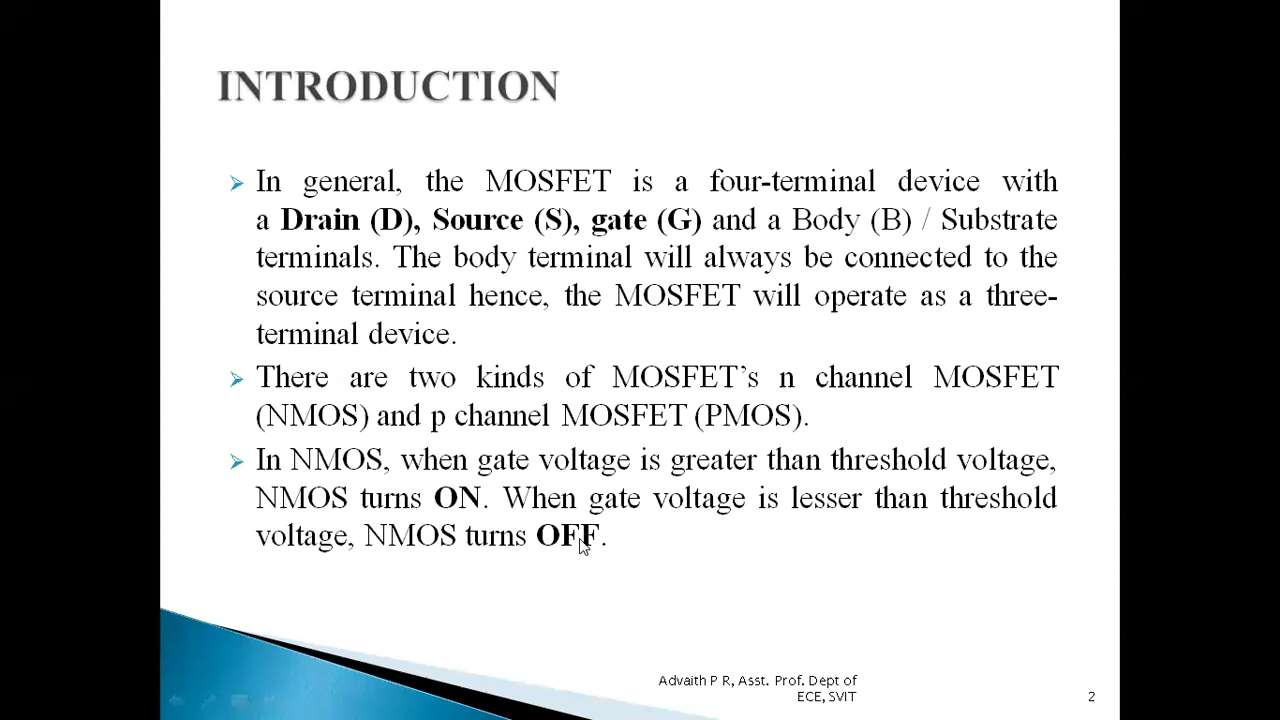 INTRODUCTION
In general, the MOSFET is a four-terminal device with
a Drain (D), Source (S), gate (G) and a Body (B) / Substrate
terminals. The body terminal will always be connected to the
source terminal hence, the MOSFET will operate as a three-
terminal device.
There are two kinds of MOSFET’s n channel MOSFET
(NMOS) and p channel MOSFET (PMOS).
In NMOS, when gate voltage is greater than threshold voltage,
NMOS turns ON. When gate voltage is lesser than threshold
voltage, NMOS turns OFF.
Advaith P R, Asst. Prof. Dept of
ECE, SVIT
2